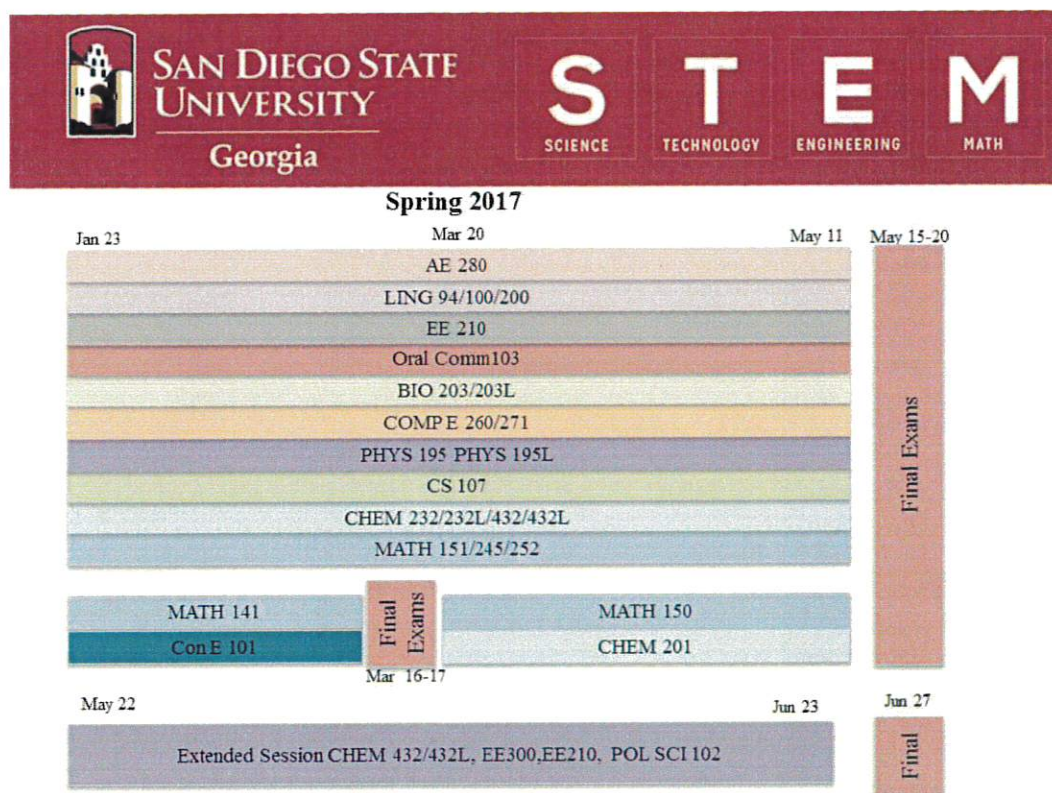 SAN DIEGO STATE
UNIVERSITY
Georgia
S T E M
SCIENCE TECHNOLOGY ENGINEERING MATH
Spring 2017
Jan 23 Mar 20 May 11 May 15-20
AE 280
LING 94/100/200
EE 210
Oral Comm103
BIO 203/203L
COMP E 260/271
PHYS 195 PHYS 195L
CS 107
CHEM 232/232L/432/432L
MATH 151/245/252
Final Exams
MATH 141
Con E 101
Final
Exams
MATH 150
CHEM 201
Mar 16-17
May 22 Jun 23 Jun 27
Extended Session CHEM 432/432L, EE300,EE210, POL SCI 102
Final